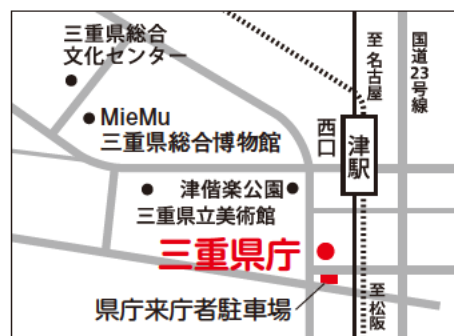 三重県総合
文化センター
MieMu
三重県総合博物館
津偕楽公園
三重県立美術館
三重県庁
県庁来庁者駐車場
西口
津駅
至名古屋
国道23号線
至松阪